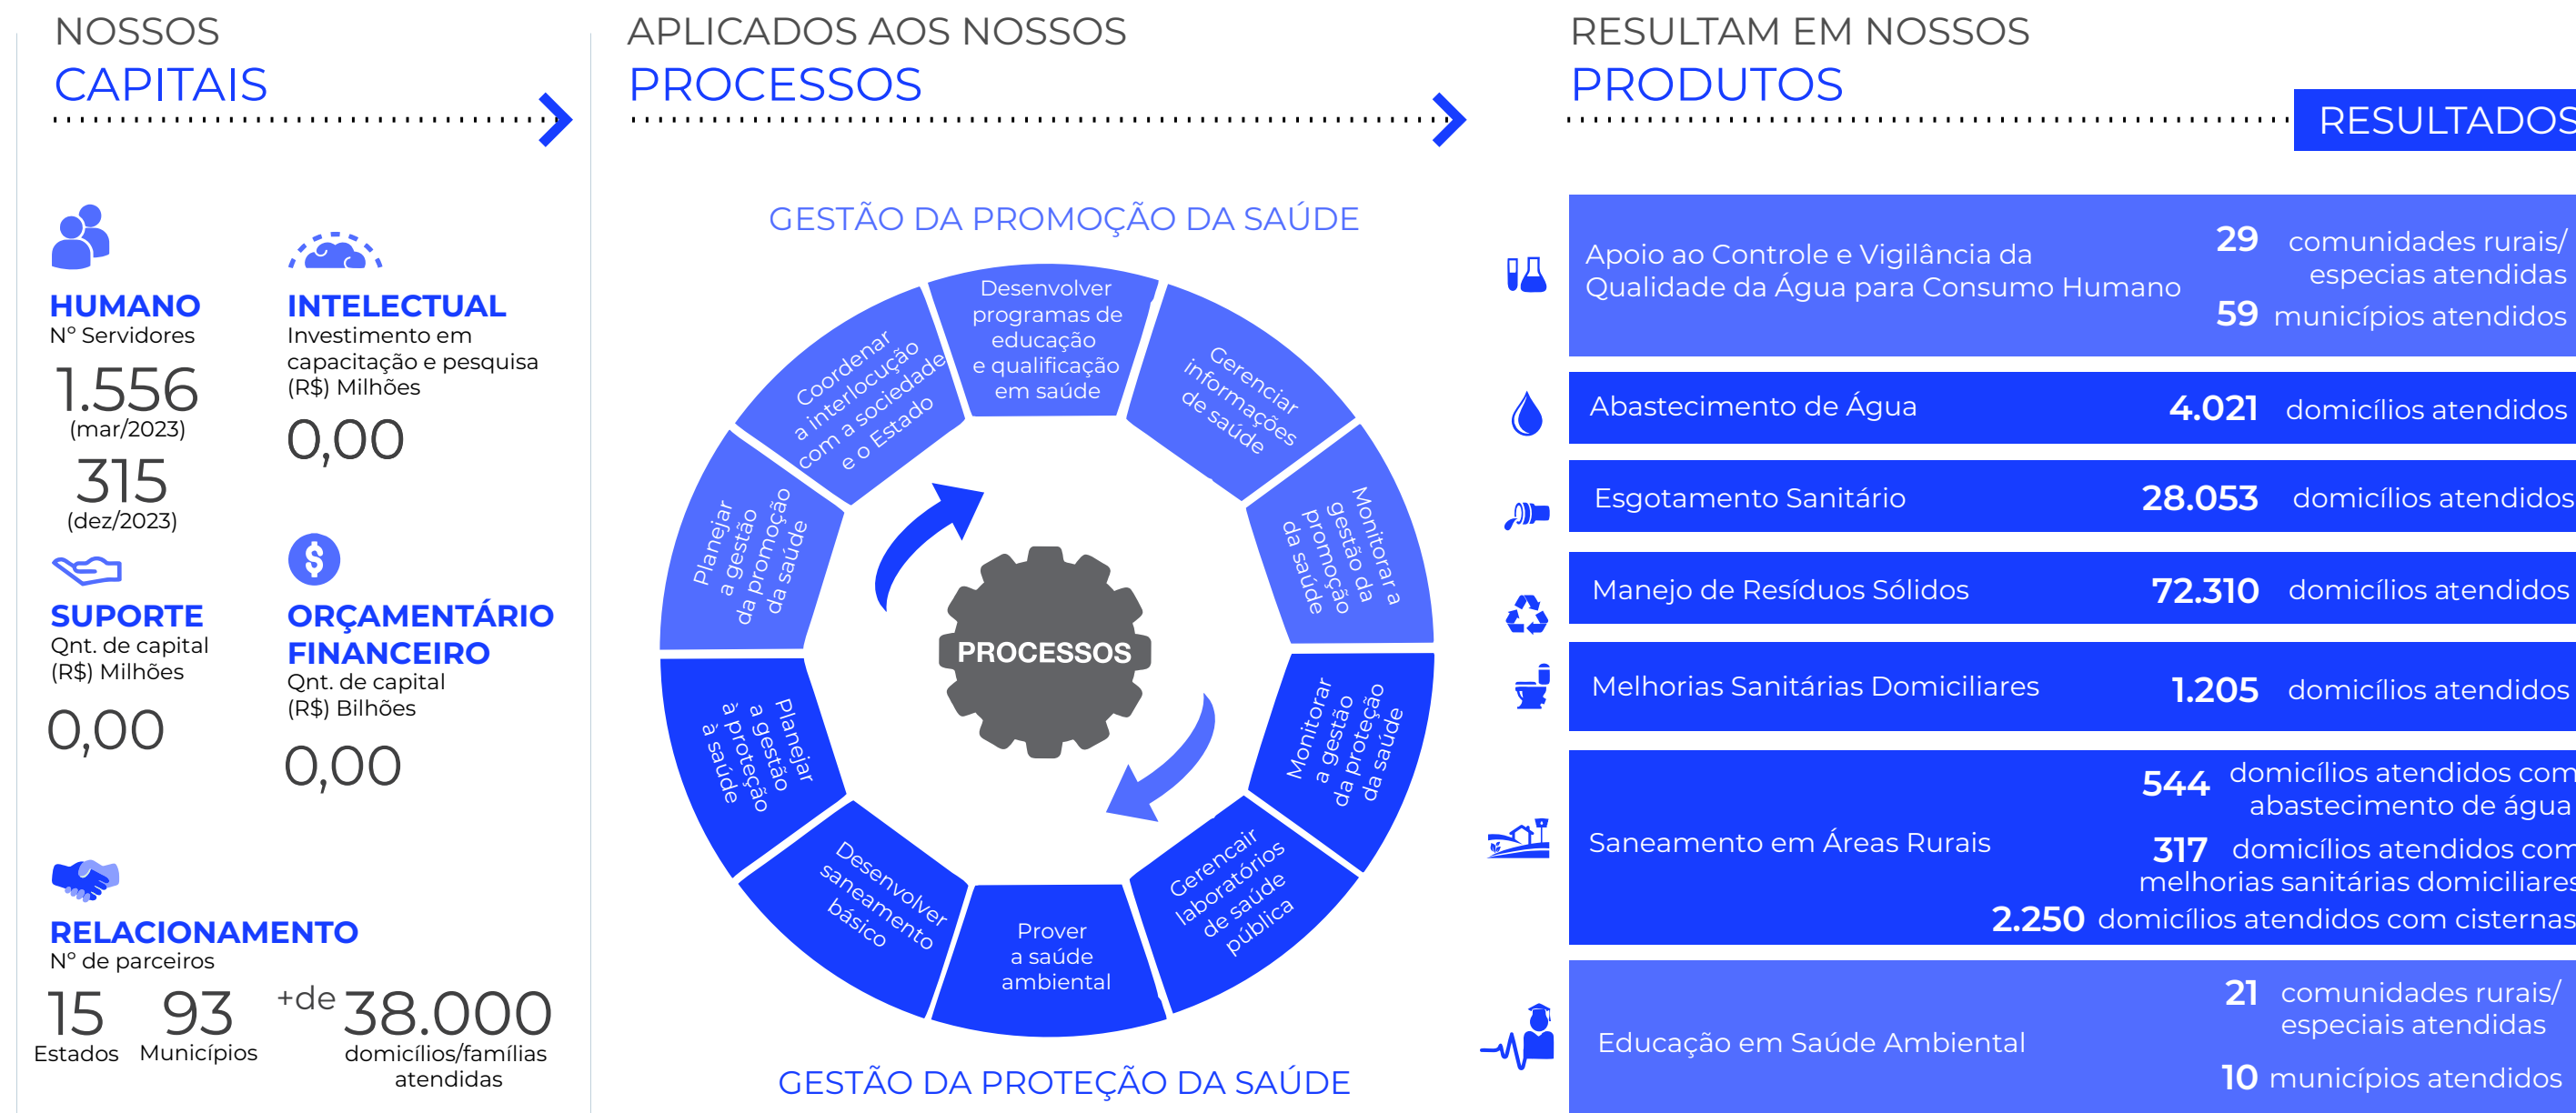 NOSSOS
CAPITAIS
HUMANO
Nº Servidores
1.556
(mar/2023)
315
(dez/2023)
INTELECTUAL
Investimento em
capacitação e pesquisa
(R$) Milhões
0,00
SUPORTE
Qnt. de capital
(R$) Milhões
0,00
ORÇAMENTÁRIO
FINANCEIRO
Qnt. de capital
(R$) Bilhões
0,00
RELACIONAMENTO
Nº de parceiros
15
Estados
93
Municípios
+de 38.000
domicílios/famílias
atendidas
APLICADOS AOS NOSSOS
PROCESSOS
GESTÃO DA PROMOÇÃO DA SAÚDE
Planejar
a gestão
da promoção
da saúde
Coordenar
a interlocução
com a sociedade
e o Estado
Desenvolver
programas de
educação
e qualificação
em saúde
Gerenciar
informações
de saúde
Monitorar a
gestão da
promoção
da saúde
Monitorar
a gestão
da proteção
da saúde
Gerencair
laboratórios
de saúde
pública
Prover
a saúde
ambiental
Desenvolver
saneamento
básico
Planejar
a gestão
à proteção
à saúde
PROCESSOS
GESTÃO DA PROTEÇÃO DA SAÚDE
RESULTAM EM NOSSOS
PRODUTOS
RESULTADOS
Apoio ao Controle e Vigilância da
Qualidade da Água para Consumo Humano
29 comunidades rurais/
especias atendidas
59 municípios atendidos
Abastecimento de Água 4.021 domicílios atendidos
Esgotamento Sanitário 28.053 domicílios atendidos
Manejo de Resíduos Sólidos 72.310 domicílios atendidos
Melhorias Sanitárias Domiciliares 1.205 domicílios atendidos
Saneamento em Áreas Rurais
544 domicílios atendidos com
abastecimento de água
317 domicílios atendidos com
melhorias sanitárias domiciliares
2.250 domicílios atendidos com cisternas
Educação em Saúde Ambiental
21 comunidades rurais/
especiais atendidas
10 municípios atendidos